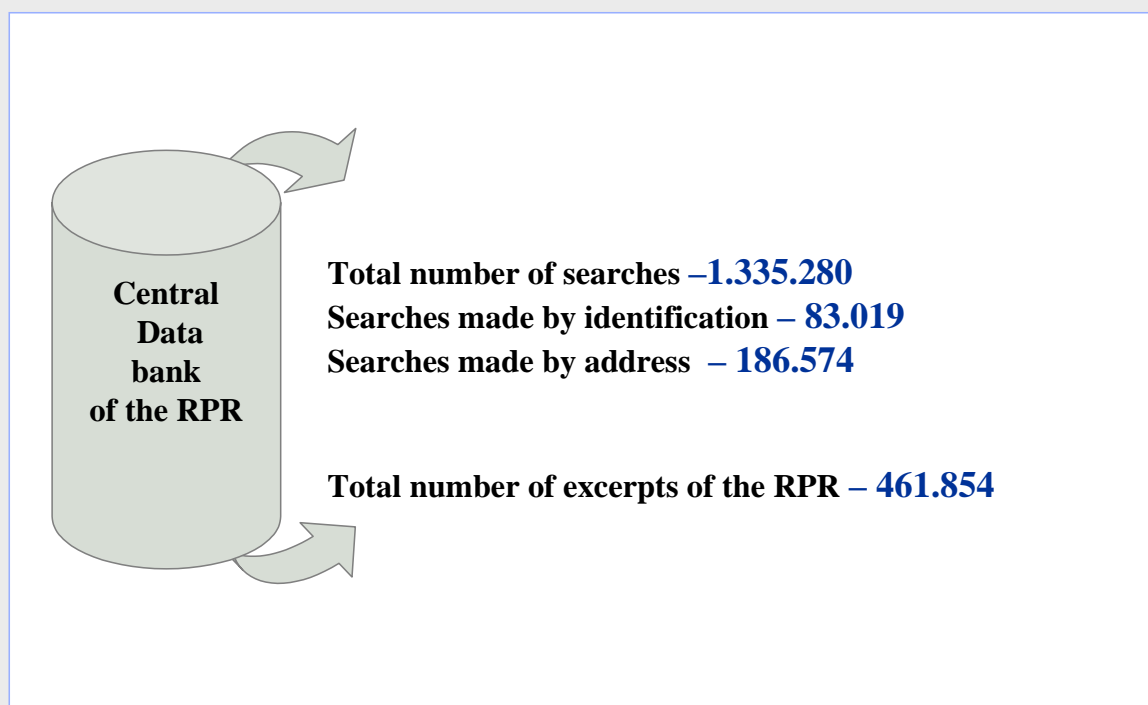 Central
Data
bank
of the RPR
Total number of searches –1.335.280
Searches made by identification – 83.019
Searches made by address – 186.574
Total number of excerpts of the RPR – 461.854